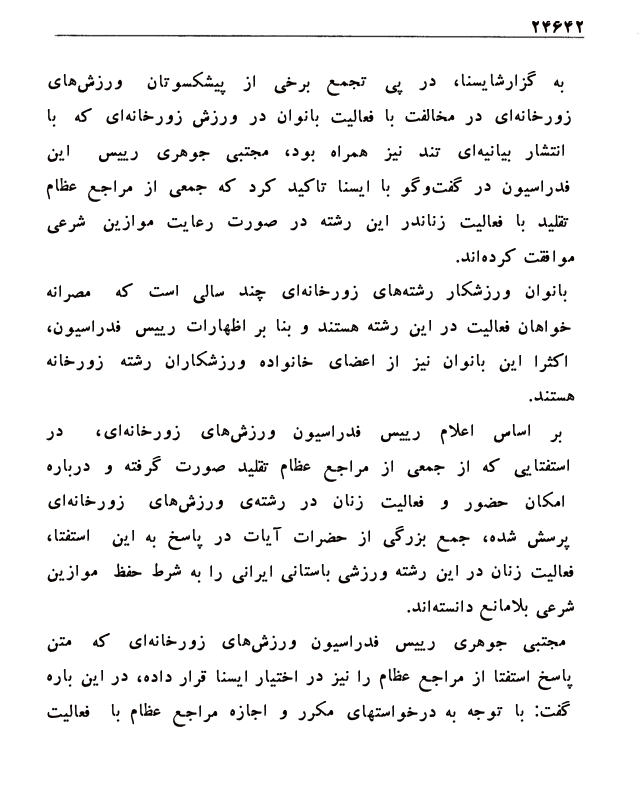 ۲۴۶۴۲
به گزارشایسنا، در پی تجمع برخی از پیشکسوتان ورزش‌های
زورخانه‌ای در مخالفت با فعالیت بانوان در ورزش زورخانه‌ای که با
انتشار بیانیه‌ای تند نیز همراه بود، مجتبی جوهری رییس این
فدراسیون در گفت‌وگو با ایسنا تاکید کرد که جمعی از مراجع عظام
تقلید با فعالیت زناندر این رشته در صورت رعایت موازین شرعی
موافقت کرده‌اند.
بانوان ورزشکار رشته‌های زورخانه‌ای چند سالی است که مصرانه
خواهان فعالیت در این رشته هستند و بنا بر اظهارات رییس فدراسیون،
اکثرا این بانوان نیز از اعضای خانواده ورزشکاران رشته زورخانه
هستند.
بر اساس اعلام رییس فدراسیون ورزش‌های زورخانه‌ای، در
استفتایی که از جمعی از مراجع عظام تقلید صورت گرفته و درباره
امکان حضور و فعالیت زنان در رشته‌ی ورزش‌های زورخانه‌ای
پرسش شده، جمع بزرگی از حضرات آیات در پاسخ به این استفتا،
فعالیت زنان در این رشته ورزشی باستانی ایرانی را به شرط حفظ موازین
شرعی بلامانع دانسته‌اند.
مجتبی جوهری رییس فدراسیون ورزش‌های زورخانه‌ای که متن
پاسخ استفتا از مراجع عظام را نیز در اختیار ایسنا قرار داده، در این باره
گفت: با توجه به درخواستهای مکرر و اجازه مراجع عظام با فعالیت